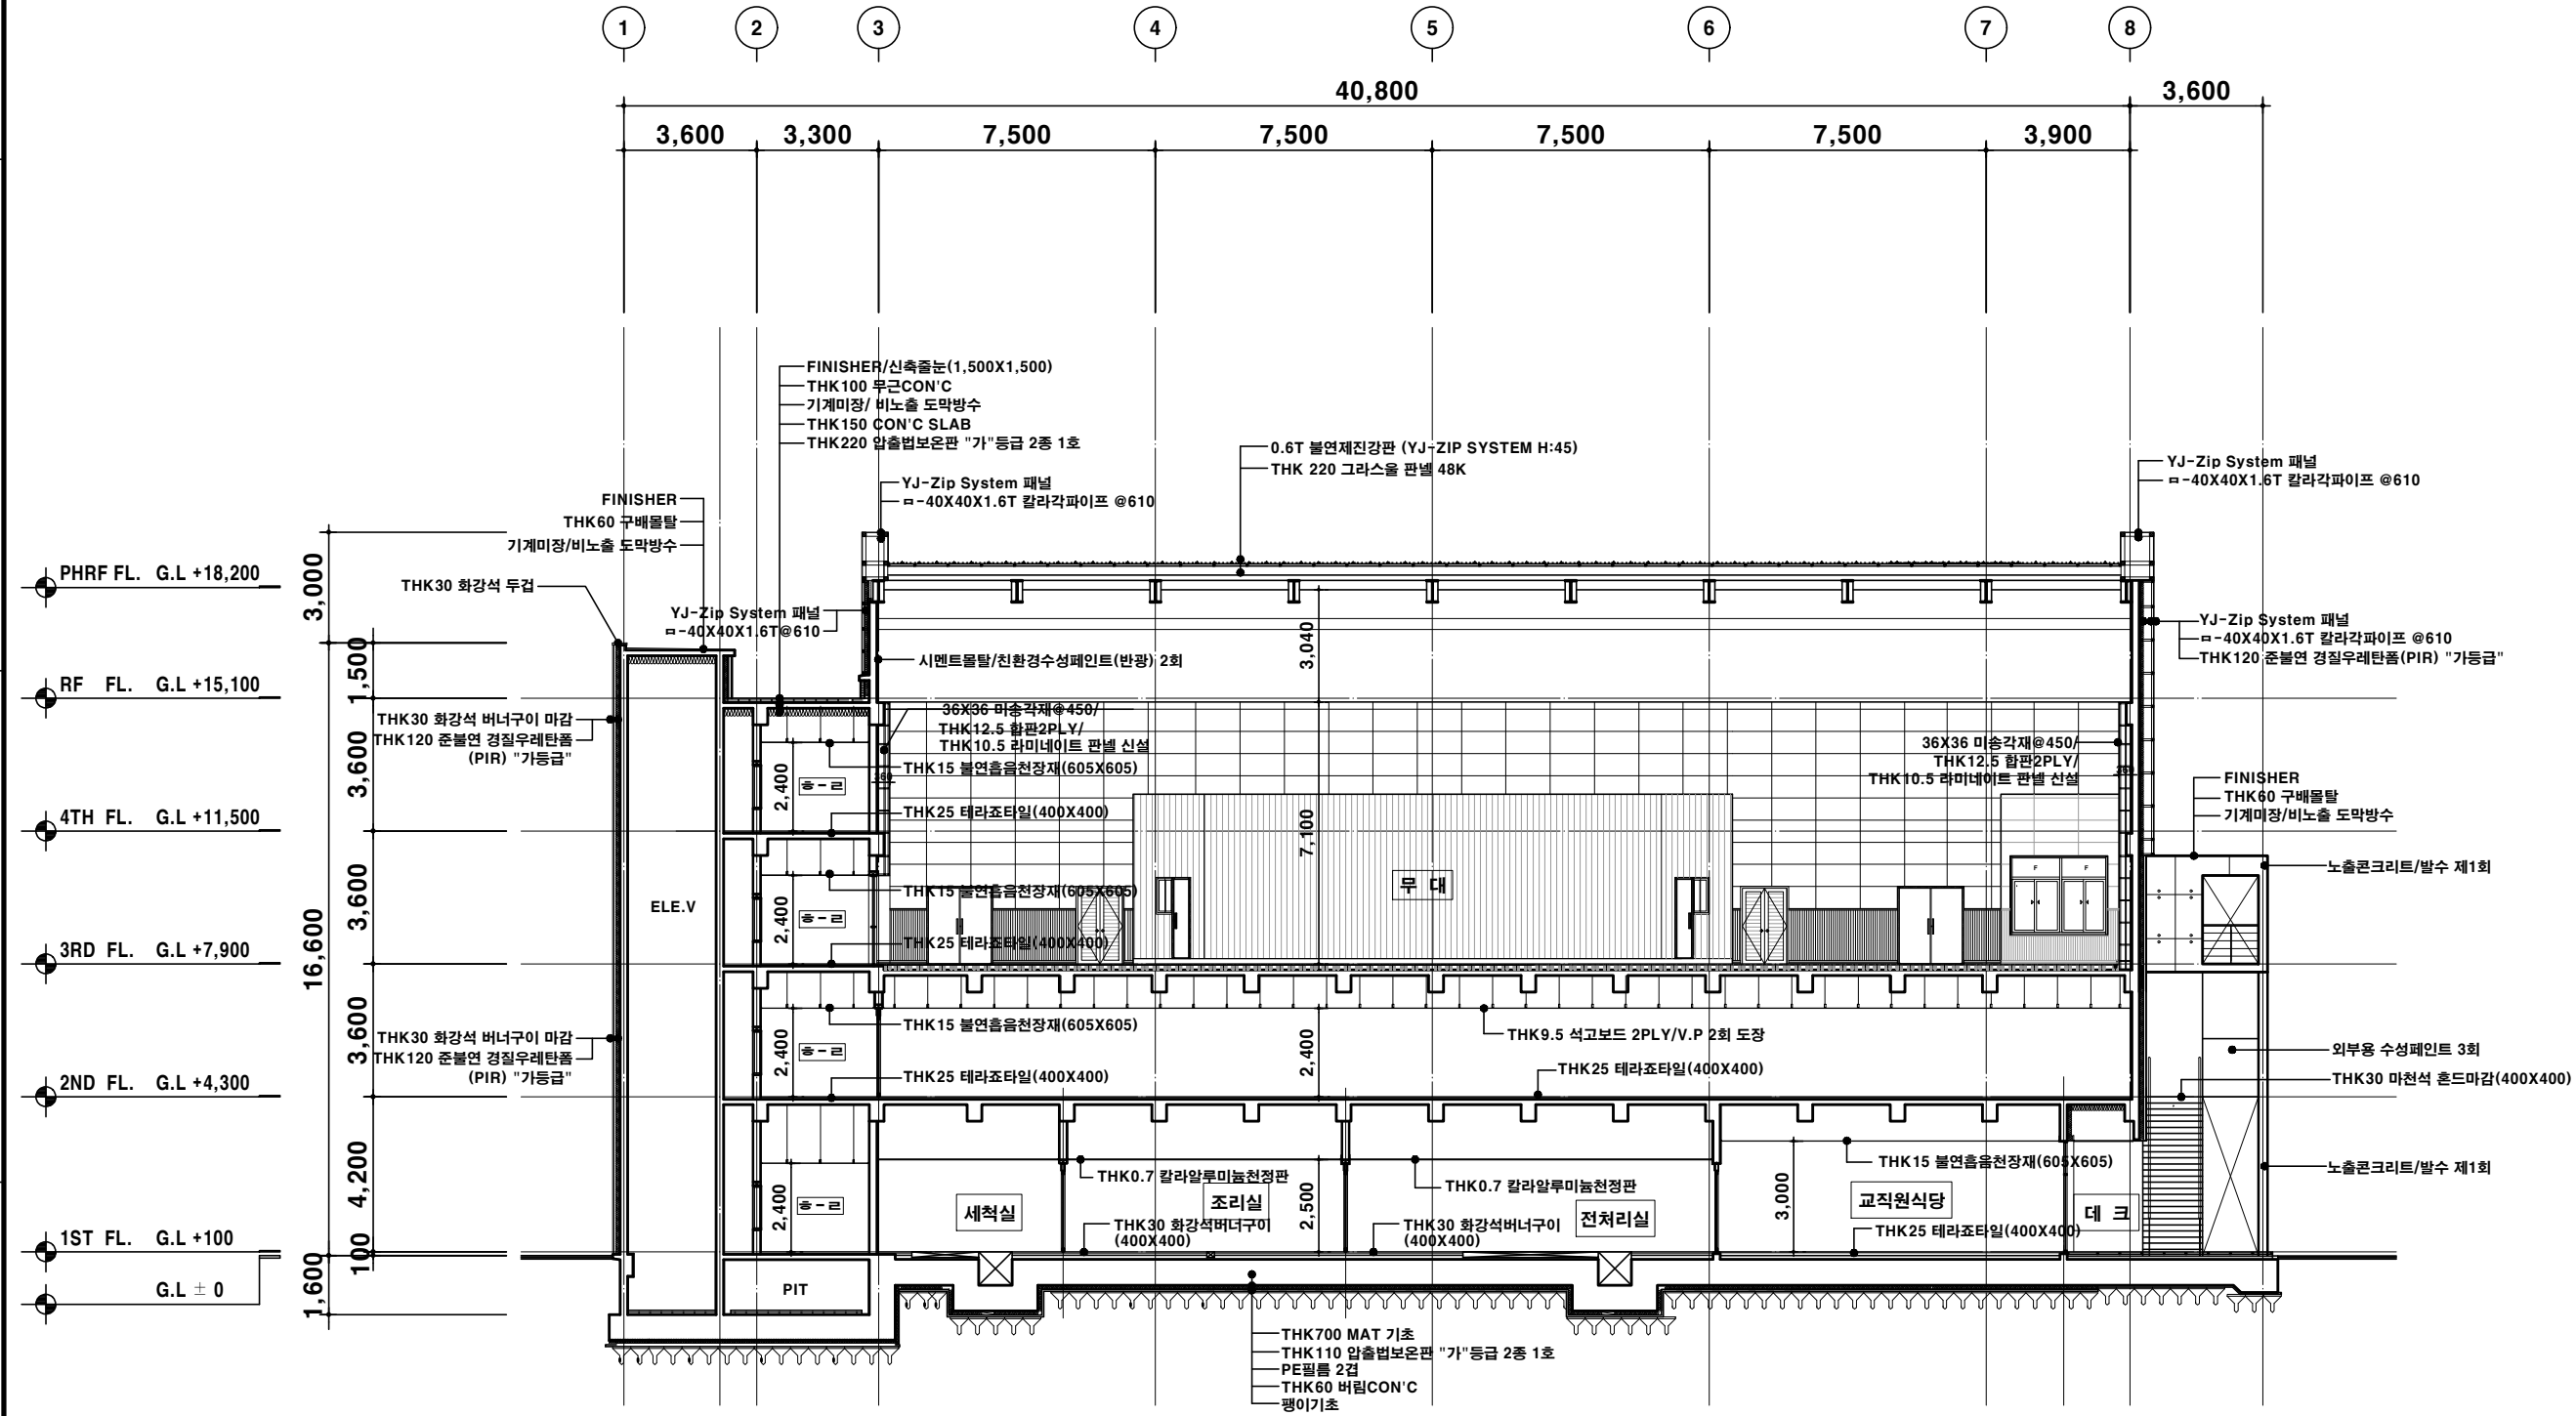 1 2 3 4 5 6 7 8
40,800 3,600
3,600 3,300 7,500 7,500 7,500 7,500 3,900
FINISHER/신축줄눈(1,500X1,500)
THK100 무근CON'C
기계미장/ 비노출 도막방수
THK150 CON'C SLAB
THK220 압출법보온판 "가"등급 2종 1호
0.6T 불연제진강판 (YJ-ZIP SYSTEM H:45)
THK 220 그라스울 판넬 48K
YJ-Zip System 패널
ㅁ-40X40X1.6T 칼라각파이프 @610
YJ-Zip System 패널
ㅁ-40X40X1.6T 칼라각파이프 @610
FINISHER
THK60 구배몰탈
기계미장/비노출 도막방수
THK30 화강석 두겁
YJ-Zip System 패널
ㅁ-40X40X1.6T@610
시멘트몰탈/친환경수성페인트(반광) 2회
YJ-Zip System 패널
ㅁ-40X40X1.6T 칼라각파이프 @610
THK120 준불연 경질우레탄폼(PIR) "가등급"
PHRF FL. G.L +18,200
RF FL. G.L +15,100
4TH FL. G.L +11,500
3RD FL. G.L +7,900
2ND FL. G.L +4,300
1ST FL. G.L +100
G.L ± 0
3,000
16,600
1,600
1,500
3,600
3,600
3,600
4,200
100
THK30 화강석 버너구이 마감
THK120 준불연 경질우레탄폼
(PIR) "가등급"
THK30 화강석 버너구이 마감
THK120 준불연 경질우레탄폼
(PIR) "가등급"
36X36 미송각재@450/
THK12.5 합판2PLY/
THK10.5 라미네이트 판넬 신설
36X36 미송각재@450/
THK12.5 합판2PLY/
THK10.5 라미네이트 판넬 신설
3,040
7,100
THK15 불연흡음천장재(605X605)
2,400 홀
THK25 테라죠타일(400X400)
THK15 불연흡음천장재(605X605)
2,400 홀
THK25 테라죠타일(400X400)
ELE.V
무 대
F F
FINISHER
THK60 구배몰탈
기계미장/비노출 도막방수
노출콘크리트/발수 제1회
THK15 불연흡음천장재(605X605)
2,400 홀
THK25 테라죠타일(400X400)
2,400
THK9.5 석고보드 2PLY/V.P 2회 도장
THK25 테라죠타일(400X400)
외부용 수성페인트 3회
THK30 마천석 혼드마감(400X400)
노출콘크리트/발수 제1회
2,400 홀
세척실
THK0.7 칼라알루미늄천정판
조리실
2,500
THK30 화강석버너구이
(400X400)
THK0.7 칼라알루미늄천정판
전처리실
THK30 화강석버너구이
(400X400)
3,000
THK15 불연흡음천장재(605X605)
교직원식당
THK25 테라죠타일(400X400)
데 크
PIT
THK700 MAT 기초
THK110 압출법보온판 "가"등급 2종 1호
PE필름 2겹
THK60 버림CON'C
팽이기초